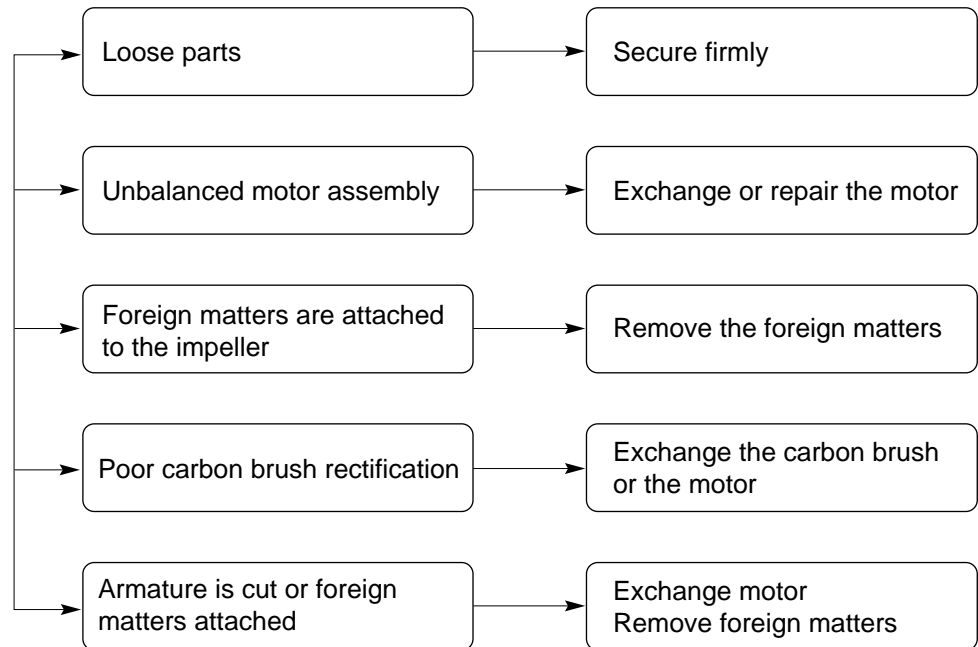 Loose parts
Secure firmly
Unbalanced motor assembly
Exchange or repair the motor
Foreign matters are attached
to the impeller
Remove the foreign matters
Poor carbon brush rectification
Exchange the carbon brush
or the motor
Armature is cut or foreign
matters attached
Exchange motor
Remove foreign matters